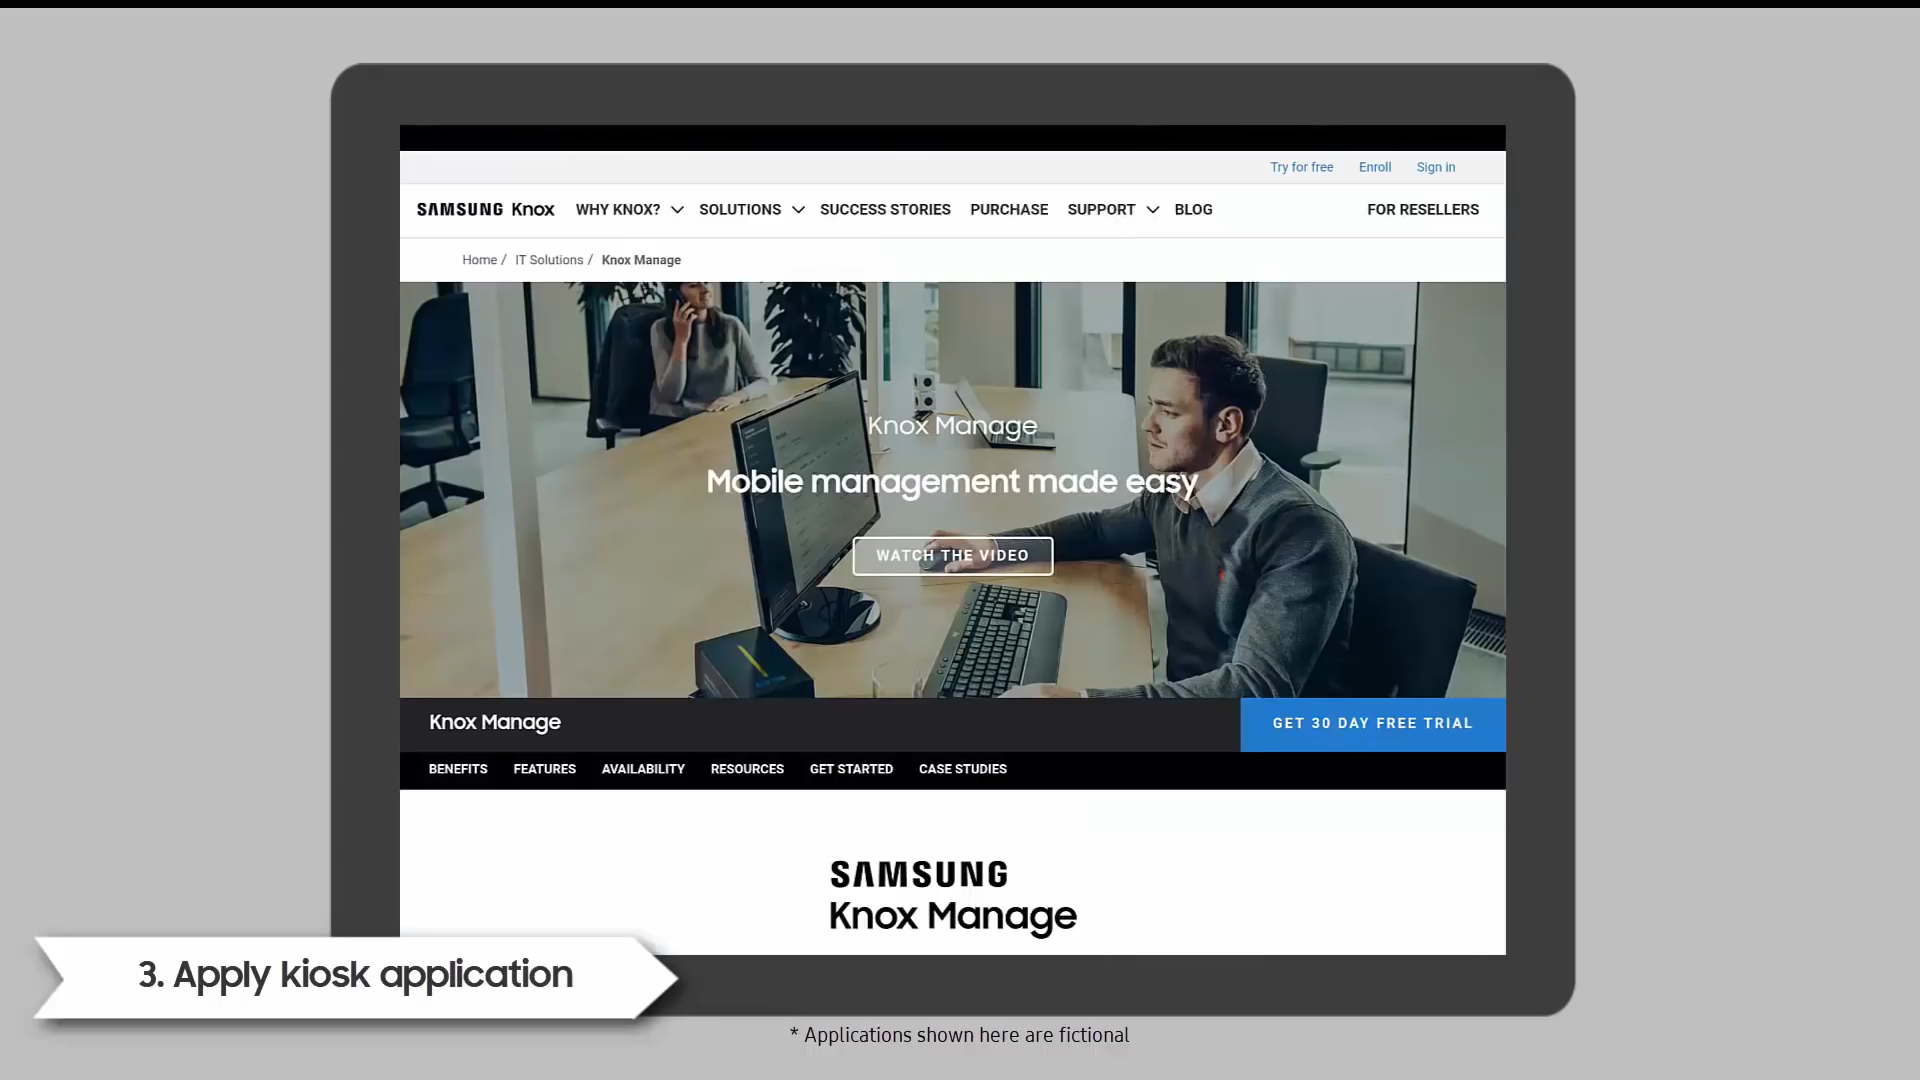 Try for free Enroll Sign in
SAMSUNG Knox WHY KNOX? SOLUTIONS SUCCESS STORIES PURCHASE SUPPORT BLOG FOR RESELLERS
Home / IT Solutions / Knox Manage
Knox Manage
Mobile management made easy
WATCH THE VIDEO
Knox Manage GET 30 DAY FREE TRIAL
BENEFITS FEATURES AVAILABILITY RESOURCES GET STARTED CASE STUDIES
SAMSUNG
Knox Manage
3. Apply kiosk application
* Applications shown here are fictional